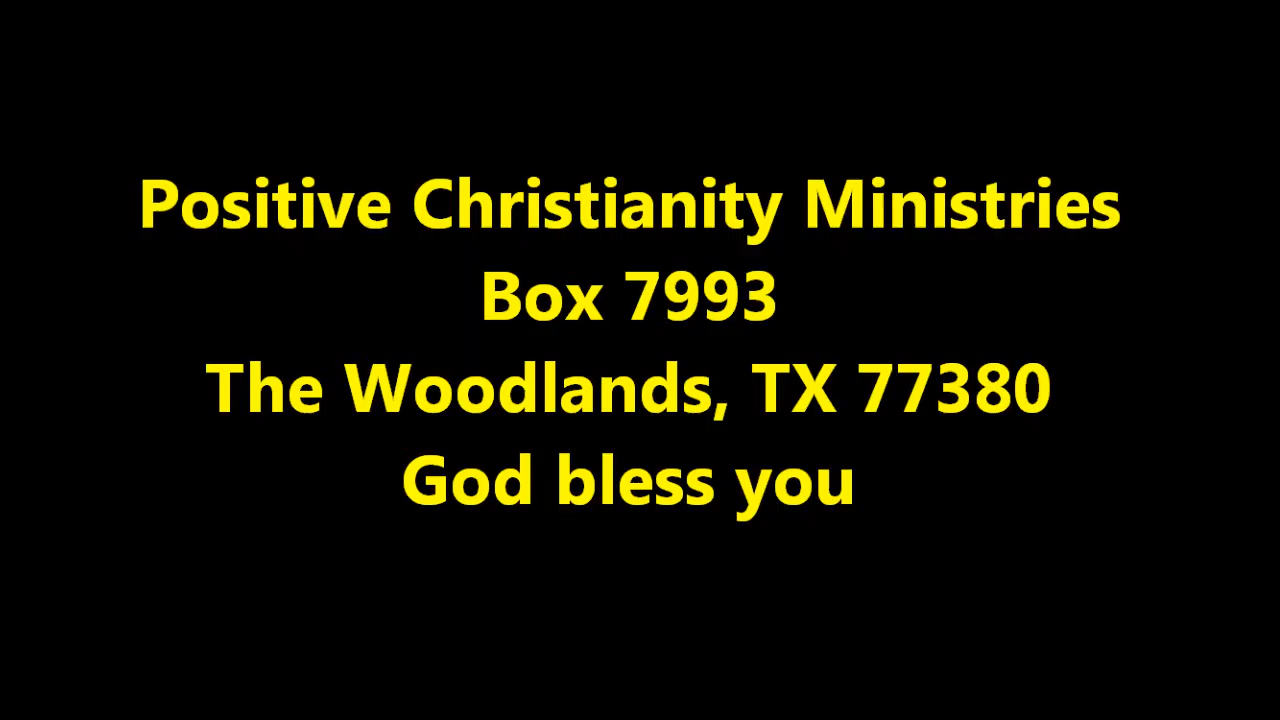 Positive Christianity Ministries
Box 7993
The Woodlands, TX 77380
God bless you